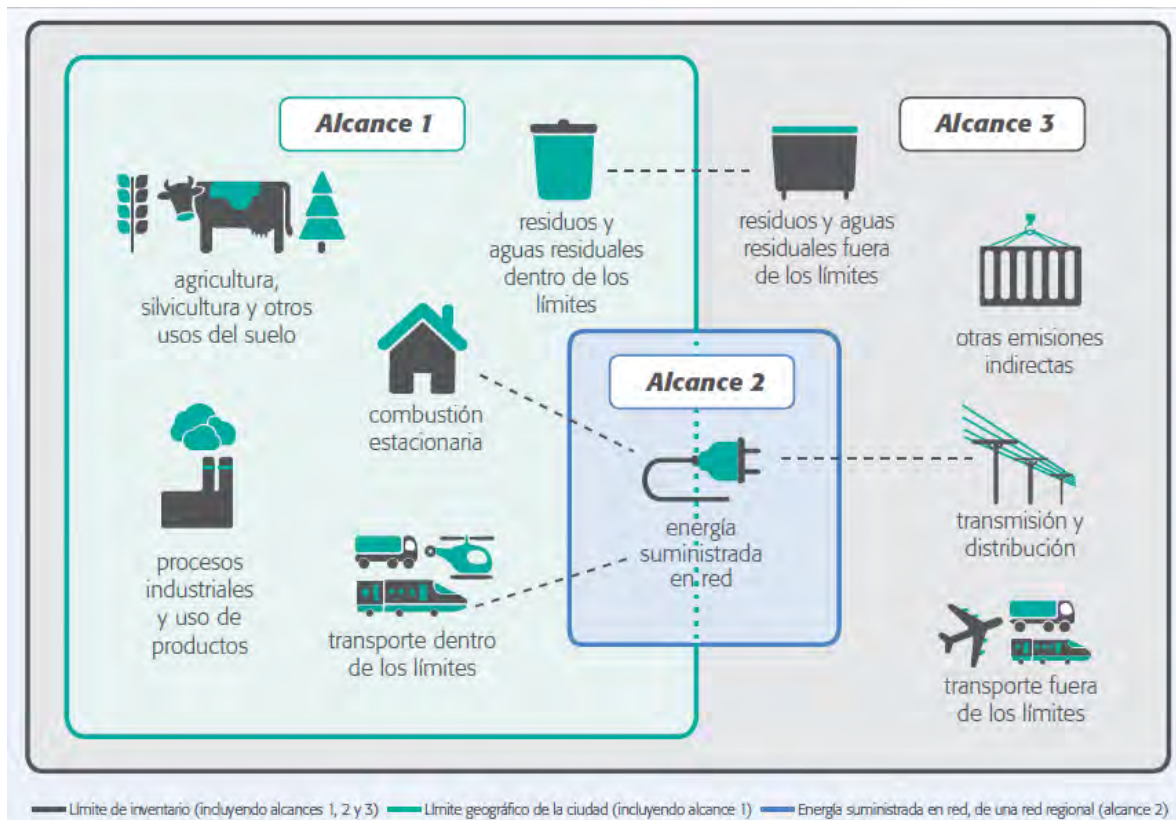 Alcance 1
Alcance 3
agricultura,
silvicultura y otros
usos del suelo
residuos y
aguas residuales
dentro de los
límites
residuos y aguas
residuales fuera
de los límites
otras emisiones
indirectas
combustión
estacionaria
Alcance 2
energía
suministrada
en red
transmisión y
distribución
procesos
industriales
y uso de
productos
transporte dentro
de los límites
transporte fuera
de los límites
Límite de inventario (incluyendo alcances 1, 2 y 3)
Límite geográfico de la ciudad (incluyendo alcance 1)
Energía suministrada en red, de una red regional (alcance 2)